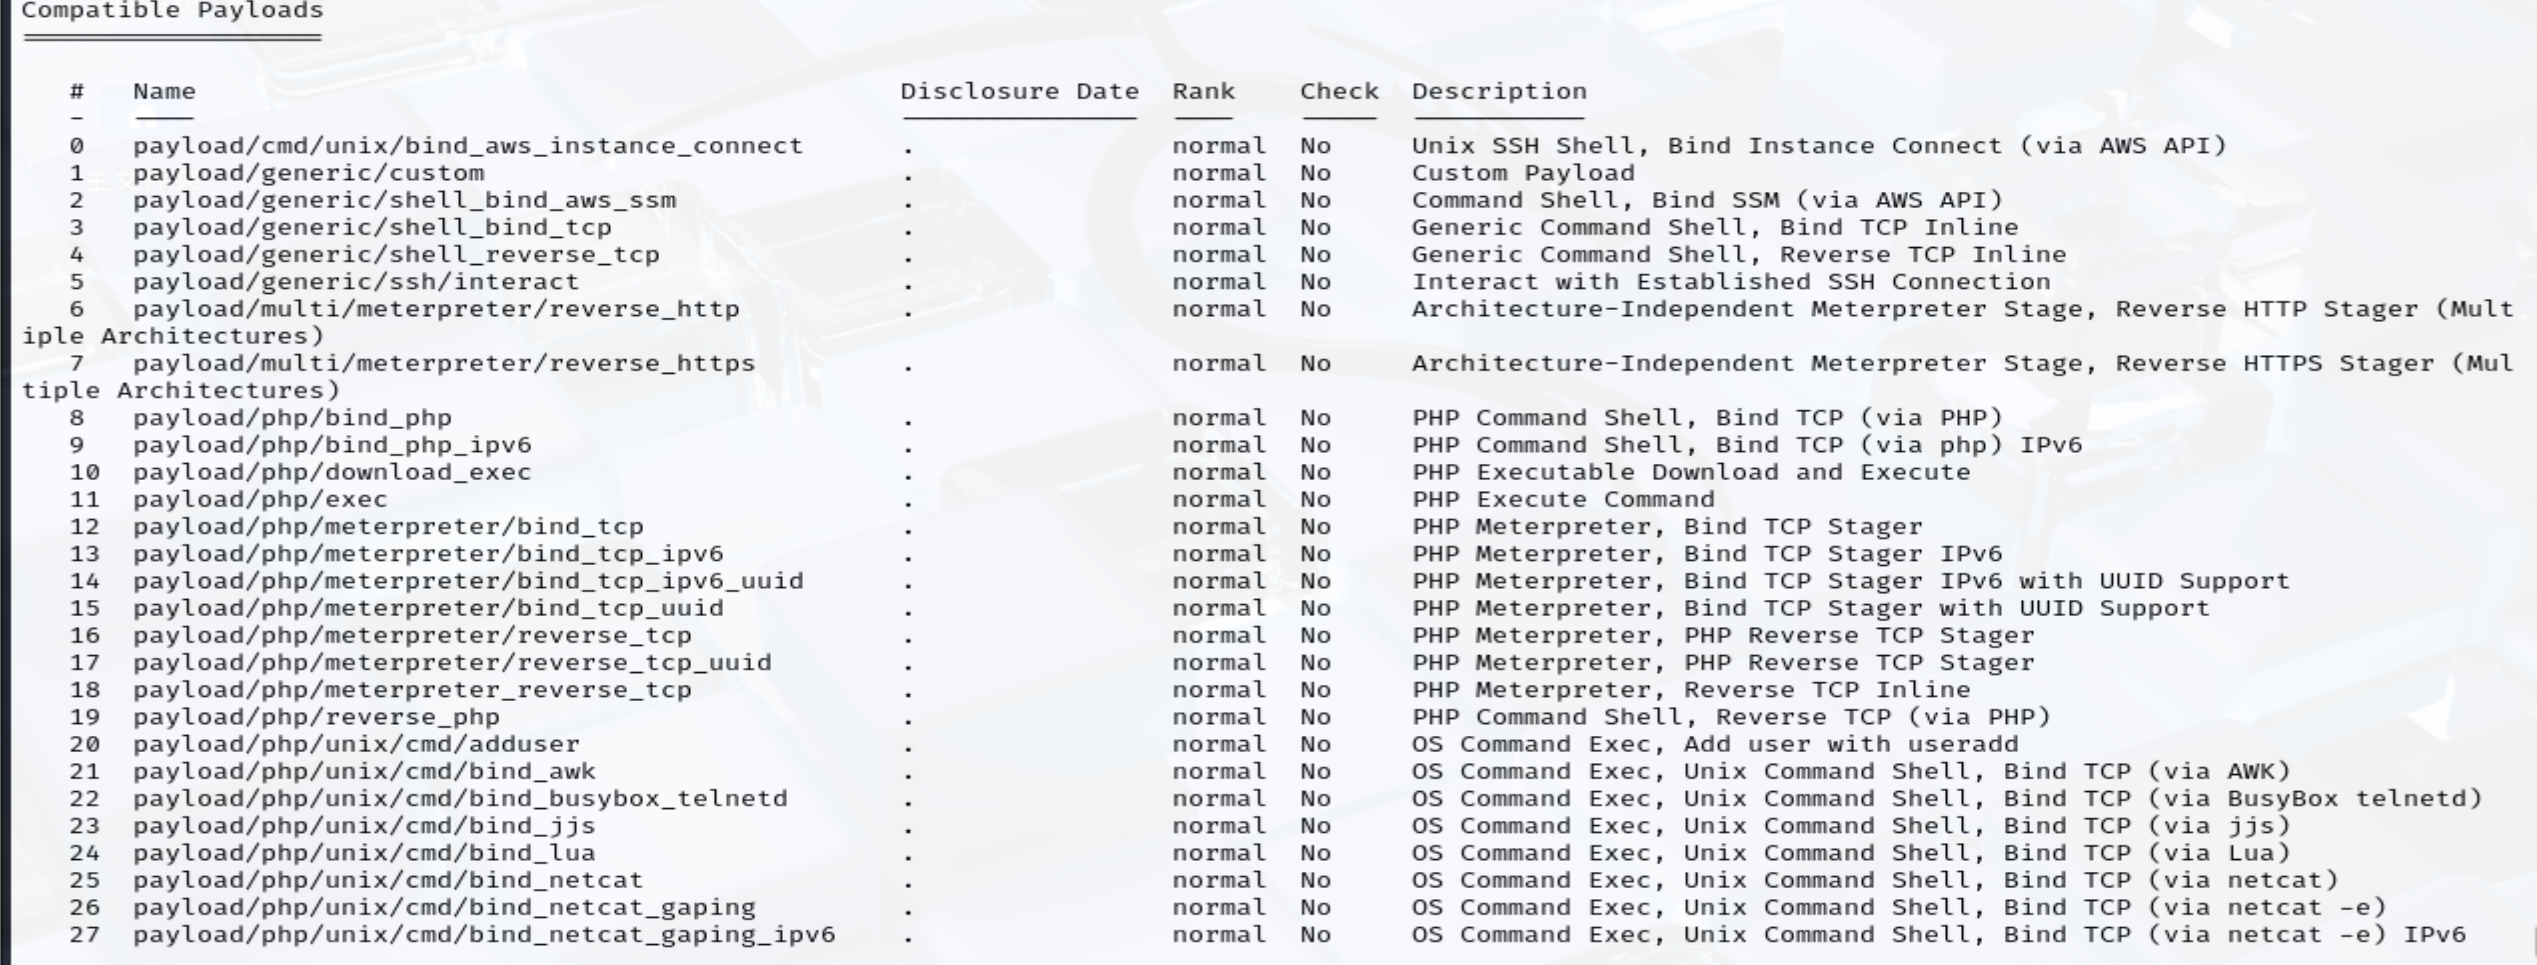 Compatible Payloads
#   Name   Disclosure Date   Rank   Check   Description
0   payload/cmd/unix/bind_aws_instance_connect   .   normal   No   Unix SSH Shell, Bind Instance Connect (via AWS API)
1   payload/generic/custom   .   normal   No   Custom Payload
2   payload/generic/shell_bind_aws_ssm   .   normal   No   Command Shell, Bind SSM (via AWS API)
3   payload/generic/shell_bind_tcp   .   normal   No   Generic Command Shell, Bind TCP Inline
4   payload/generic/shell_reverse_tcp   .   normal   No   Generic Command Shell, Reverse TCP Inline
5   payload/generic/ssh/interact   .   normal   No   Interact with Established SSH Connection
6   payload/multi/meterpreter/reverse_http   .   normal   No   Architecture-Independent Meterpreter Stage, Reverse HTTP Stager (Mult
iple Architectures)
7   payload/multi/meterpreter/reverse_https   .   normal   No   Architecture-Independent Meterpreter Stage, Reverse HTTPS Stager (Mul
tiple Architectures)
8   payload/php/bind_php   .   normal   No   PHP Command Shell, Bind TCP (via PHP)
9   payload/php/bind_php_ipv6   .   normal   No   PHP Command Shell, Bind TCP (via php) IPv6
10   payload/php/download_exec   .   normal   No   PHP Executable Download and Execute
11   payload/php/exec   .   normal   No   PHP Execute Command
12   payload/php/meterpreter/bind_tcp   .   normal   No   PHP Meterpreter, Bind TCP Stager
13   payload/php/meterpreter/bind_tcp_ipv6   .   normal   No   PHP Meterpreter, Bind TCP Stager IPv6
14   payload/php/meterpreter/bind_tcp_ipv6_uuid   .   normal   No   PHP Meterpreter, Bind TCP Stager IPv6 with UUID Support
15   payload/php/meterpreter/bind_tcp_uuid   .   normal   No   PHP Meterpreter, Bind TCP Stager with UUID Support
16   payload/php/meterpreter/reverse_tcp   .   normal   No   PHP Meterpreter, PHP Reverse TCP Stager
17   payload/php/meterpreter/reverse_tcp_uuid   .   normal   No   PHP Meterpreter, PHP Reverse TCP Stager
18   payload/php/meterpreter_reverse_tcp   .   normal   No   PHP Meterpreter, Reverse TCP Inline
19   payload/php/reverse_php   .   normal   No   PHP Command Shell, Reverse TCP (via PHP)
20   payload/php/unix/cmd/adduser   .   normal   No   OS Command Exec, Add user with useradd
21   payload/php/unix/cmd/bind_awk   .   normal   No   OS Command Exec, Unix Command Shell, Bind TCP (via AWK)
22   payload/php/unix/cmd/bind_busybox_telnetd   .   normal   No   OS Command Exec, Unix Command Shell, Bind TCP (via BusyBox telnetd)
23   payload/php/unix/cmd/bind_jjs   .   normal   No   OS Command Exec, Unix Command Shell, Bind TCP (via jjs)
24   payload/php/unix/cmd/bind_lua   .   normal   No   OS Command Exec, Unix Command Shell, Bind TCP (via Lua)
25   payload/php/unix/cmd/bind_netcat   .   normal   No   OS Command Exec, Unix Command Shell, Bind TCP (via netcat)
26   payload/php/unix/cmd/bind_netcat_gaping   .   normal   No   OS Command Exec, Unix Command Shell, Bind TCP (via netcat -e)
27   payload/php/unix/cmd/bind_netcat_gaping_ipv6   .   normal   No   OS Command Exec, Unix Command Shell, Bind TCP (via netcat -e) IPv6